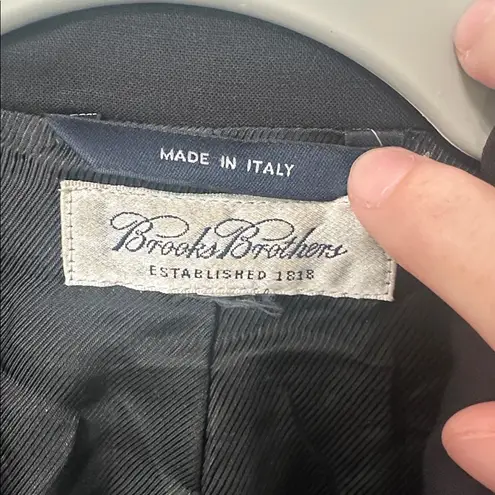 MADE IN ITALY
Brooks Brothers
ESTABLISHED 1818